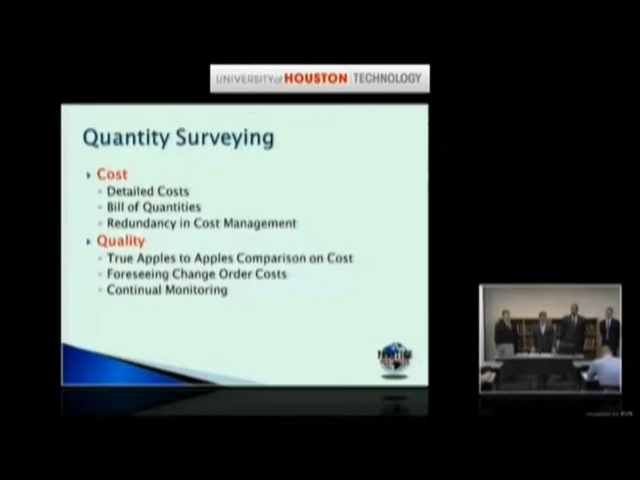 UNIVERSITY of HOUSTON | TECHNOLOGY
Quantity Surveying
Cost
Detailed Costs
Bill of Quantities
Redundancy in Cost Management
Quality
True Apples to Apples Comparison on Cost
Foreseeing Change Order Costs
Continual Monitoring